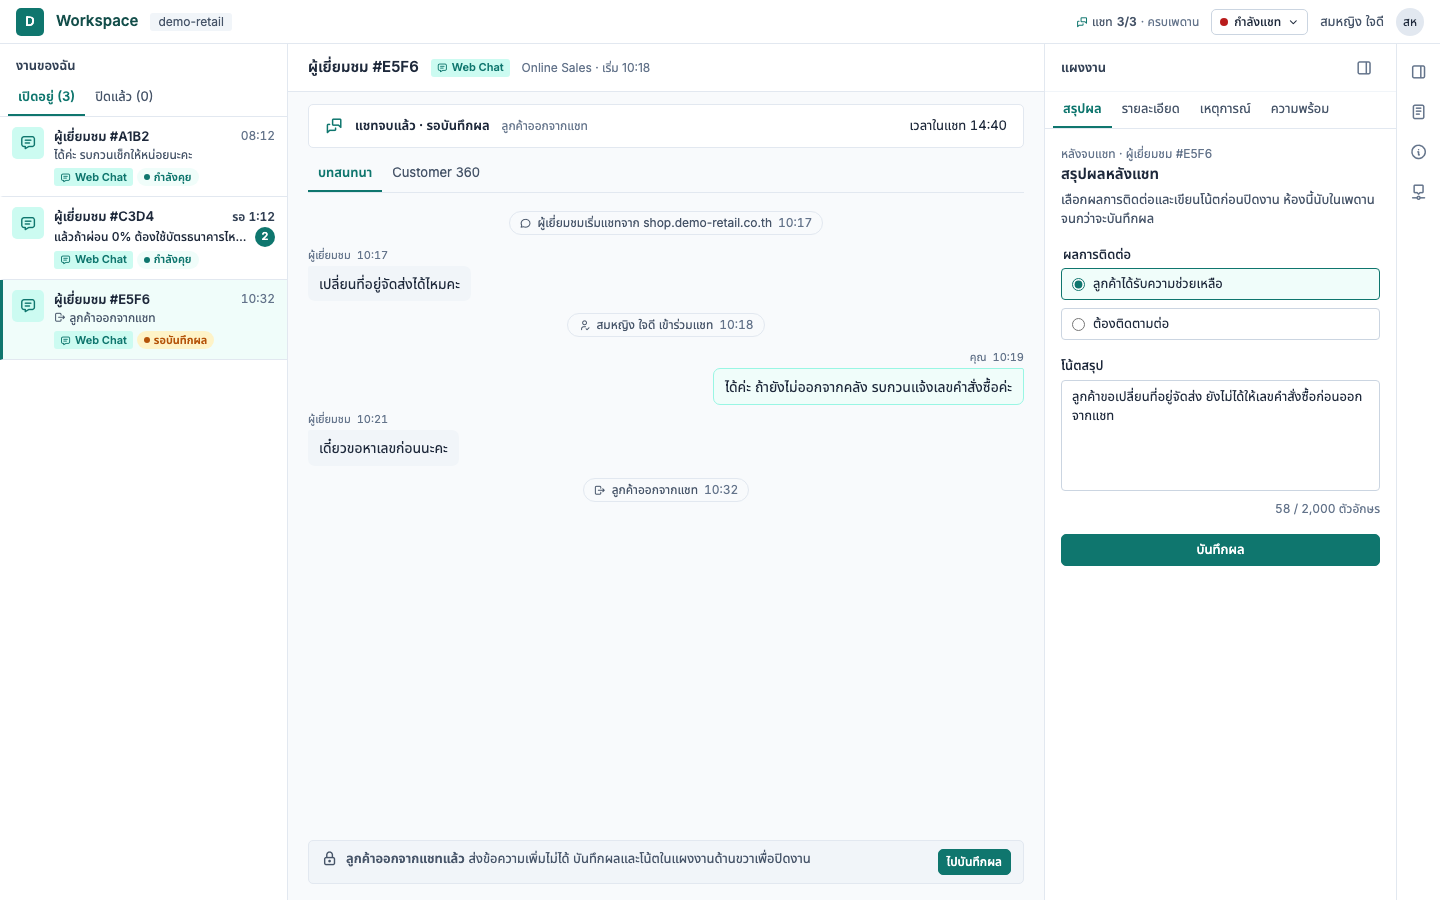 D Workspace demo-retail
แชท 3/3 · ครบเพดาน
กำลังแชท
สมหญิง ใจดี
สห
งานของฉัน
เปิดอยู่ (3) ปิดแล้ว (0)
ผู้เยี่ยมชม #A1B2 08:12
ได้ค่ะ รบกวนเช็กให้หน่อยนะคะ
Web Chat กำลังคุย
ผู้เยี่ยมชม #C3D4 รอ 1:12
แล้วถ้าผ่อน 0% ต้องใช้บัตรธนาคารไห... 2
Web Chat กำลังคุย
ผู้เยี่ยมชม #E5F6 10:32
ลูกค้าออกจากแชท
Web Chat รอบันทึกผล
ผู้เยี่ยมชม #E5F6 Web Chat Online Sales · เริ่ม 10:18
แชทจบแล้ว · รอบันทึกผล ลูกค้าออกจากแชท เวลาในแชท 14:40
บทสนทนา Customer 360
ผู้เยี่ยมชมเริ่มแชทจาก shop.demo-retail.co.th 10:17
ผู้เยี่ยมชม 10:17
เปลี่ยนที่อยู่จัดส่งได้ไหมคะ
สมหญิง ใจดี เข้าร่วมแชท 10:18
คุณ 10:19
ได้ค่ะ ถ้ายังไม่ออกจากคลัง รบกวนแจ้งเลขคำสั่งซื้อค่ะ
ผู้เยี่ยมชม 10:21
เดี๋ยวขอหาเลขก่อนนะคะ
ลูกค้าออกจากแชท 10:32
ลูกค้าออกจากแชทแล้ว ส่งข้อความเพิ่มไม่ได้ บันทึกผลและโน้ตในแผงงานด้านขวาเพื่อปิดงาน
ไปบันทึกผล
แผงงาน
สรุปผล รายละเอียด เหตุการณ์ ความพร้อม
หลังจบแชท · ผู้เยี่ยมชม #E5F6
สรุปผลหลังแชท
เลือกผลการติดต่อและเขียนโน้ตก่อนปิดงาน ห้องนี้นับในเพดาน
จนกว่าจะบันทึกผล
ผลการติดต่อ
ลูกค้าได้รับความช่วยเหลือ
ต้องติดตามต่อ
โน้ตสรุป
ลูกค้าขอเปลี่ยนที่อยู่จัดส่ง ยังไม่ได้ให้เลขคำสั่งซื้อก่อนออก
จากแชท
58 / 2,000 ตัวอักษร
บันทึกผล